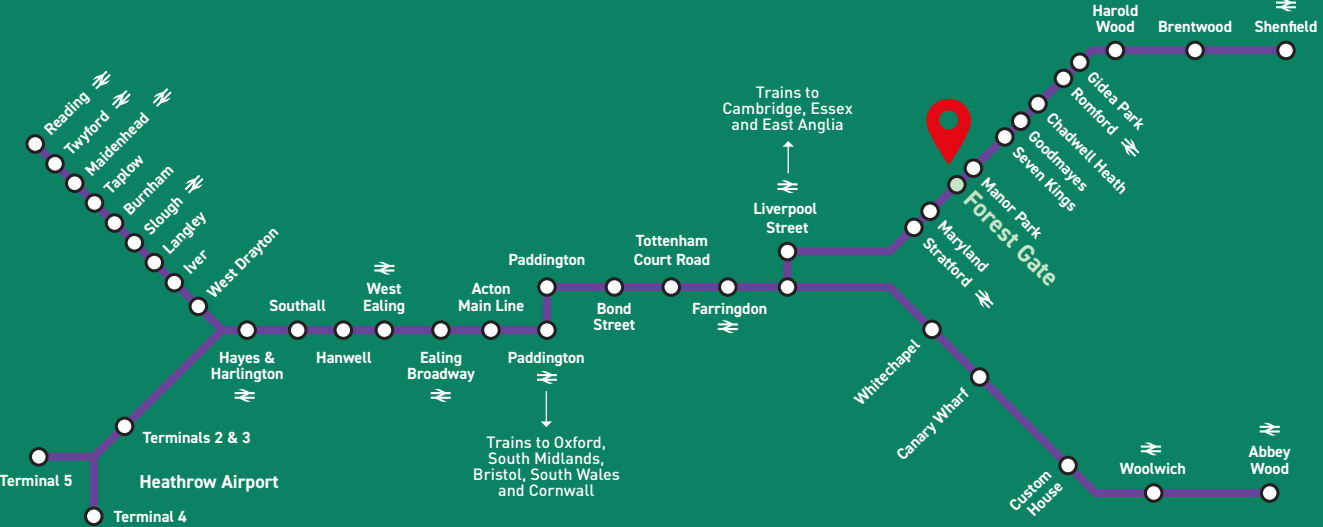 Harold
Wood
Brentwood
Shenfield
Gidea Park
Romford
Chadwell Heath
Goodmayes
Seven Kings
Manor Park
Forest Gate
Maryland
Stratford
Trains to
Cambridge, Essex
and East Anglia
Liverpool
Street
Reading
Twyford
Maidenhead
Taplow
Burnham
Slough
Langley
Iver
West Drayton
Southall
West
Ealing
Acton
Main Line
Paddington
Tottenham
Court Road
Hayes &
Harlington
Hanwell
Ealing
Broadway
Paddington
Bond
Street
Farringdon
Whitechapel
Canary Wharf
Custom
House
Woolwich
Abbey
Wood
Trains to Oxford,
South Midlands,
Bristol, South Wales
and Cornwall
Terminals 2 & 3
Terminal 5
Heathrow Airport
Terminal 4